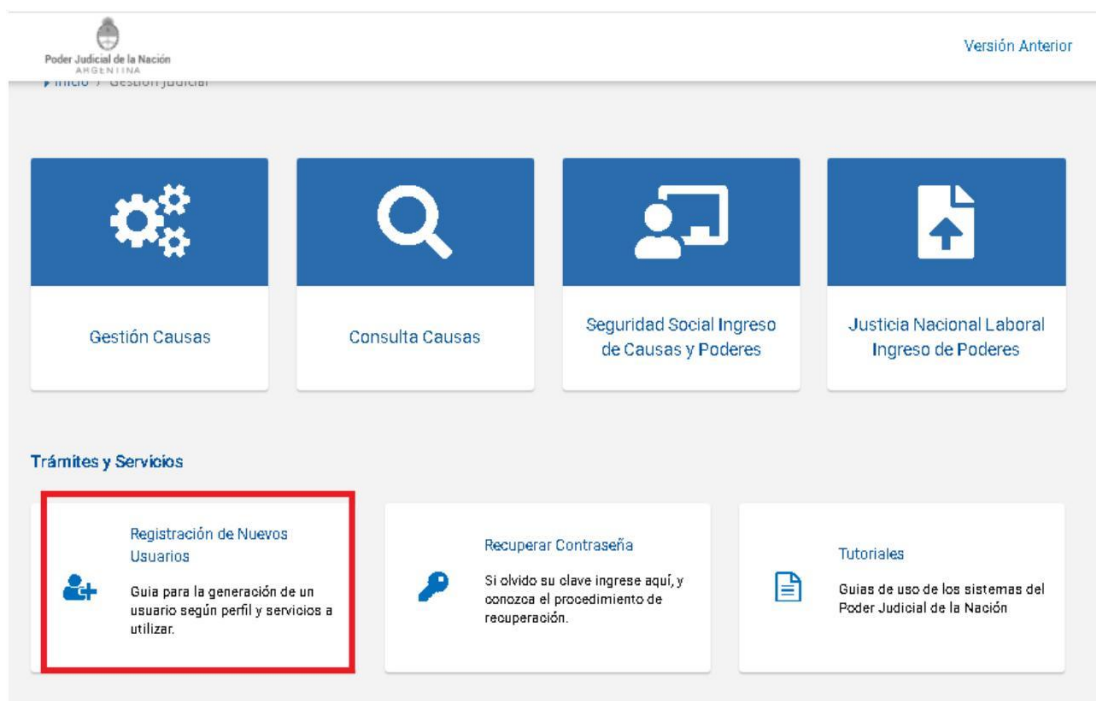 Poder Judicial de la Nación
ARGENTINA
Versión Anterior
Inicio / Gestión Judicial
Gestión Causas
Consulta Causas
Seguridad Social Ingreso
de Causas y Poderes
Justicia Nacional Laboral
Ingreso de Poderes
Trámites y Servicios
Registración de Nuevos
Usuarios
Guia para la generación de un
usuario según perfil y servicios a
utilizar.
Recuperar Contraseña
Si olvido su clave ingrese aquí, y
conozca el procedimiento de
recuperación.
Tutoriales
Guias de uso de los sistemas del
Poder Judicial de la Nación